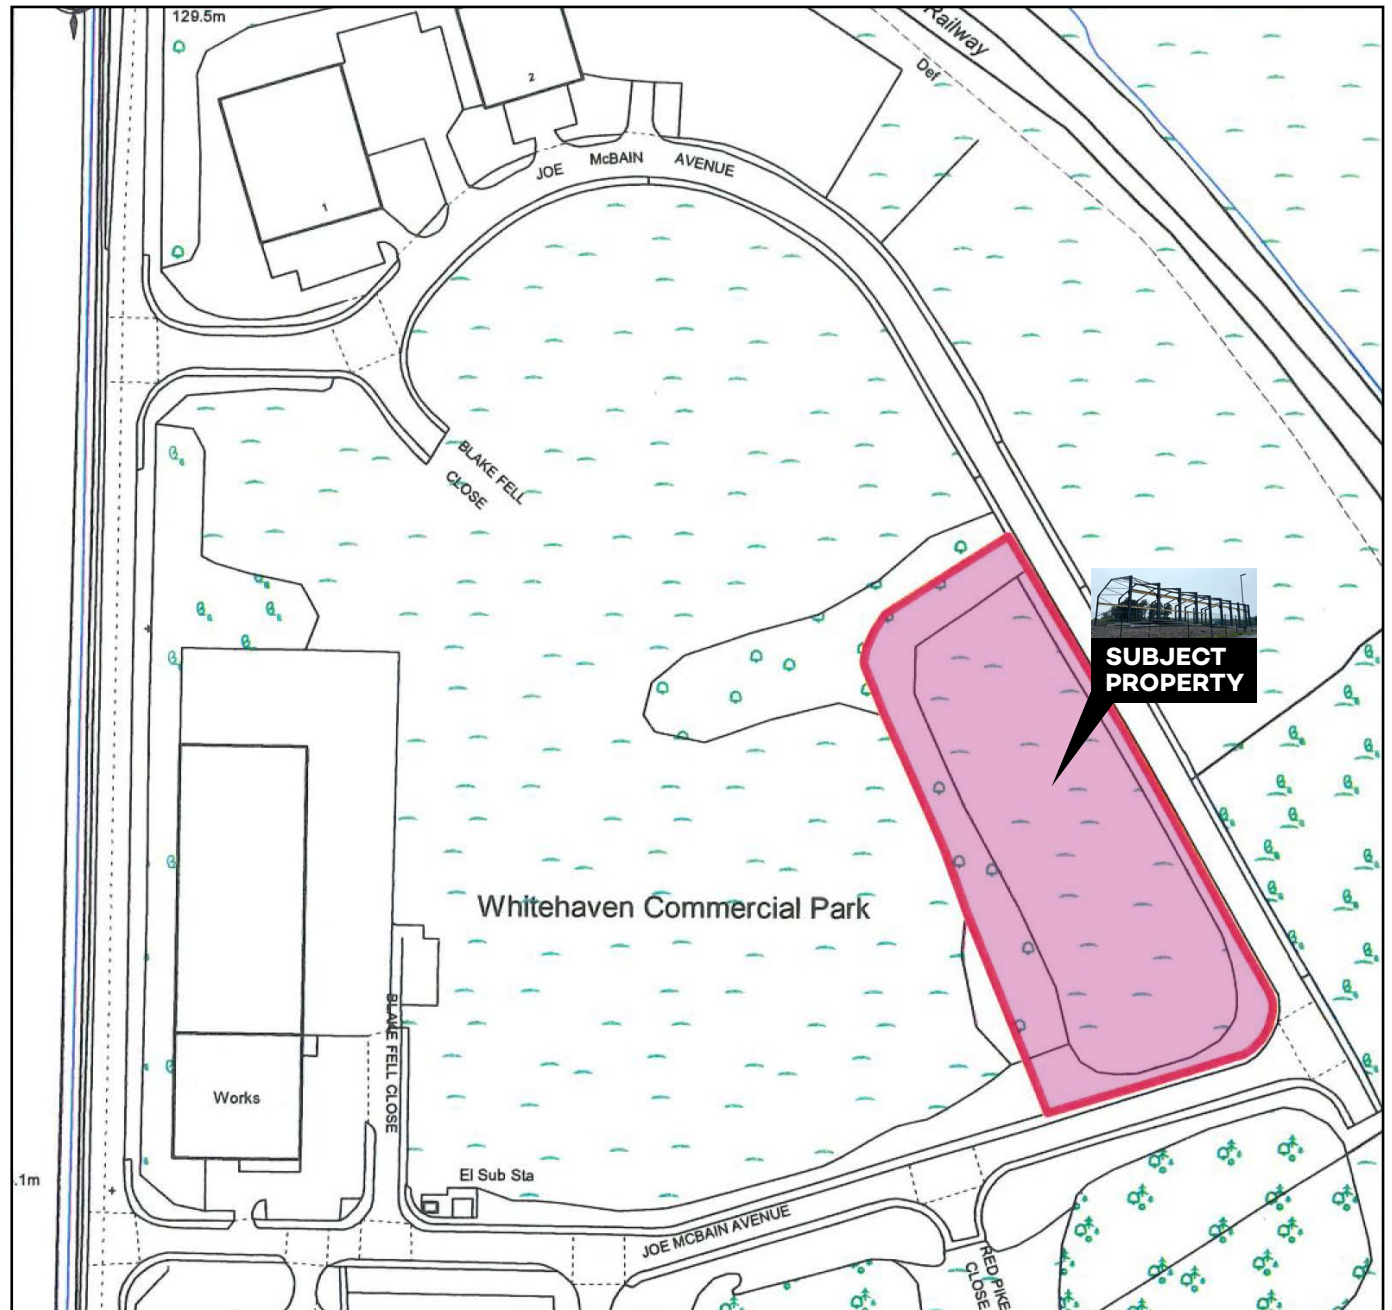 129.5m
Railway
Def
2
JOE McBAIN AVENUE
1
BLAKE FELL
CLOSE
SUBJECT
PROPERTY
Whitehaven Commercial Park
BLAKE FELL CLOSE
Works
El Sub Sta
.1m
JOE MCBAIN AVENUE
RED PIKE
CLOSE